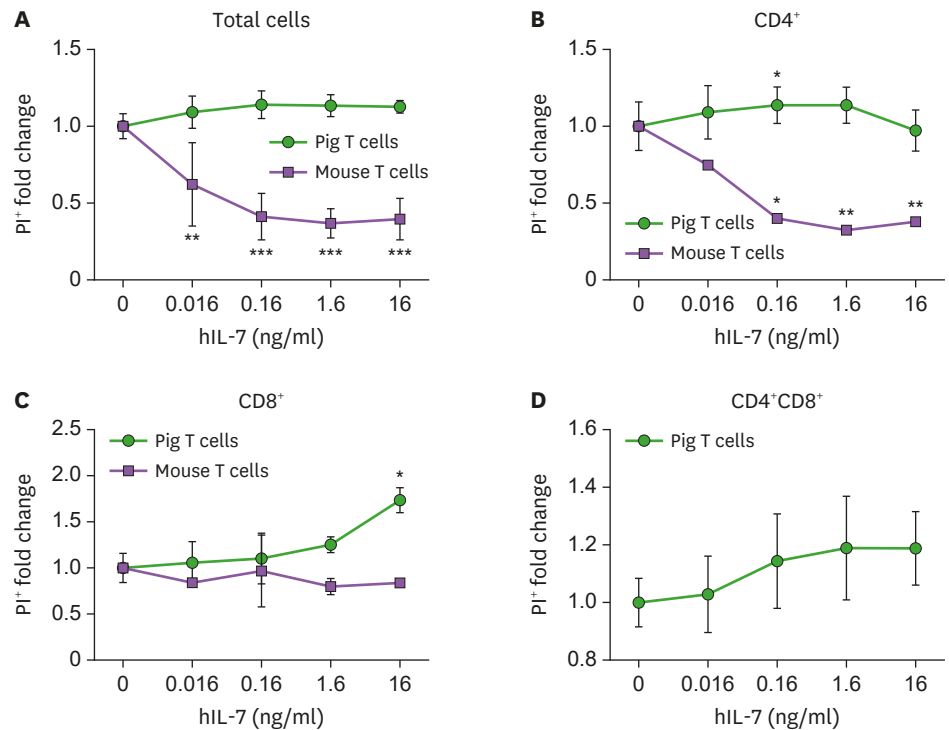 A
Total cells
1.5
1.0
0.5
0
PI⁺ fold change
Pig T cells
Mouse T cells
**
***
***
***
0 0.016 0.16 1.6 16
hIL-7 (ng/ml)
B
CD4⁺
1.5
1.0
0.5
0
PI⁺ fold change
*
*
**
**
Pig T cells
Mouse T cells
0 0.016 0.16 1.6 16
hIL-7 (ng/ml)
C
CD8⁺
2.5
2.0
1.5
1.0
0.5
0
PI⁺ fold change
Pig T cells
Mouse T cells
*
0 0.016 0.16 1.6 16
hIL-7 (ng/ml)
D
CD4⁺CD8⁺
1.6
1.4
1.2
1.0
0.8
PI⁺ fold change
Pig T cells
0 0.016 0.16 1.6 16
hIL-7 (ng/ml)